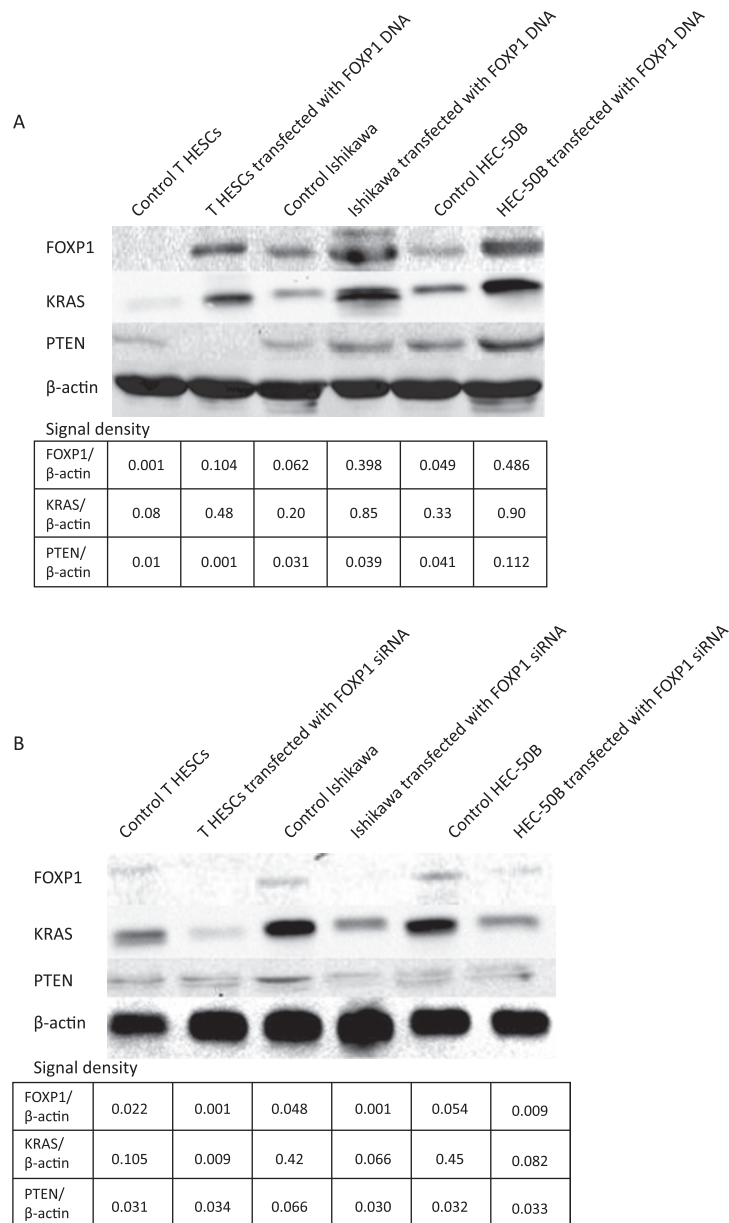 A
Control T HESCs
T HESCs transfected with FOXP1 DNA
Control Ishikawa
Ishikawa transfected with FOXP1 DNA
Control HEC-50B
HEC-50B transfected with FOXP1 DNA
FOXP1
KRAS
PTEN
β-actin
Signal density
FOXP1/
β-actin 0.001 0.104 0.062 0.398 0.049 0.486
KRAS/
β-actin 0.08 0.48 0.20 0.85 0.33 0.90
PTEN/
β-actin 0.01 0.001 0.031 0.039 0.041 0.112
B
Control T HESCs
T HESCs transfected with FOXP1 siRNA
Control Ishikawa
Ishikawa transfected with FOXP1 siRNA
Control HEC-50B
HEC-50B transfected with FOXP1 siRNA
FOXP1
KRAS
PTEN
β-actin
Signal density
FOXP1/
β-actin 0.022 0.001 0.048 0.001 0.054 0.009
KRAS/
β-actin 0.105 0.009 0.42 0.066 0.45 0.082
PTEN/
β-actin 0.031 0.034 0.066 0.030 0.032 0.033